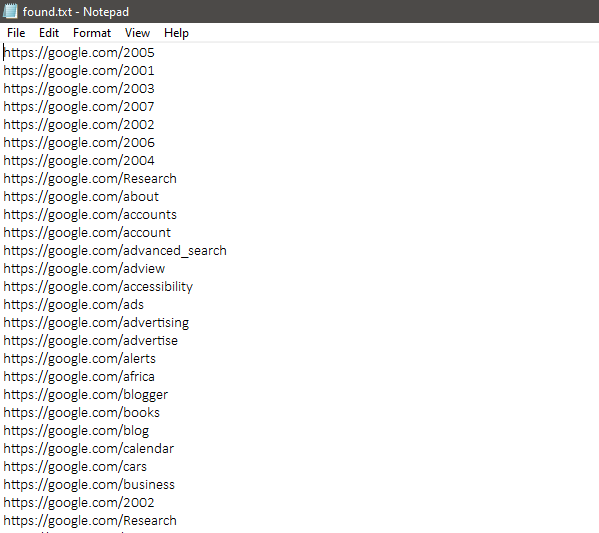 found.txt - Notepad
File Edit Format View Help
https://google.com/2005
https://google.com/2001
https://google.com/2003
https://google.com/2007
https://google.com/2002
https://google.com/2006
https://google.com/2004
https://google.com/Research
https://google.com/about
https://google.com/accounts
https://google.com/account
https://google.com/advanced_search
https://google.com/adview
https://google.com/accessibility
https://google.com/ads
https://google.com/advertising
https://google.com/advertise
https://google.com/alerts
https://google.com/africa
https://google.com/blogger
https://google.com/books
https://google.com/blog
https://google.com/calendar
https://google.com/cars
https://google.com/business
https://google.com/2002
https://google.com/Research